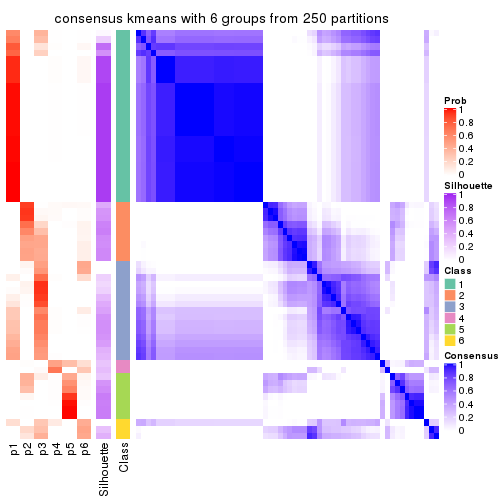 consensus kmeans with 6 groups from 250 partitions
Prob
1
0.8
0.6
0.4
0.2
0
Silhouette
1
0.8
0.6
0.4
0.2
0
Class
1
2
3
4
5
6
Consensus
1
0.8
0.6
0.4
0.2
0
p1
p2
p3
p4
p5
p6
Silhouette
Class